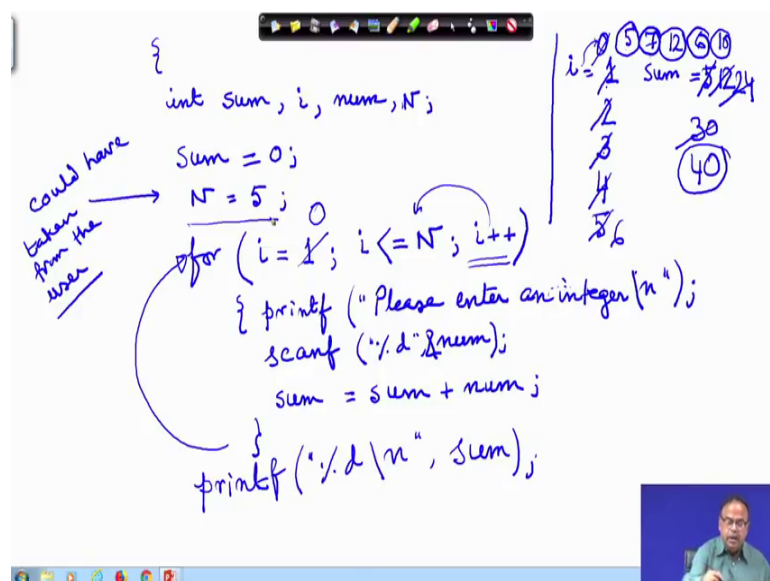 {
int sum, i, num, N;
sum = 0;
N = 5;
for (i = 1; i <= N; i++)
0
{ printf ("Please enter an integer \n");
scanf ("%d", &num);
sum = sum + num;
}
printf ("%d \n", sum);
could have
taken
from the
user
0 5 7 12 6 10
i = 1 sum = 5 12 24
2 30
3 40
4
5 6